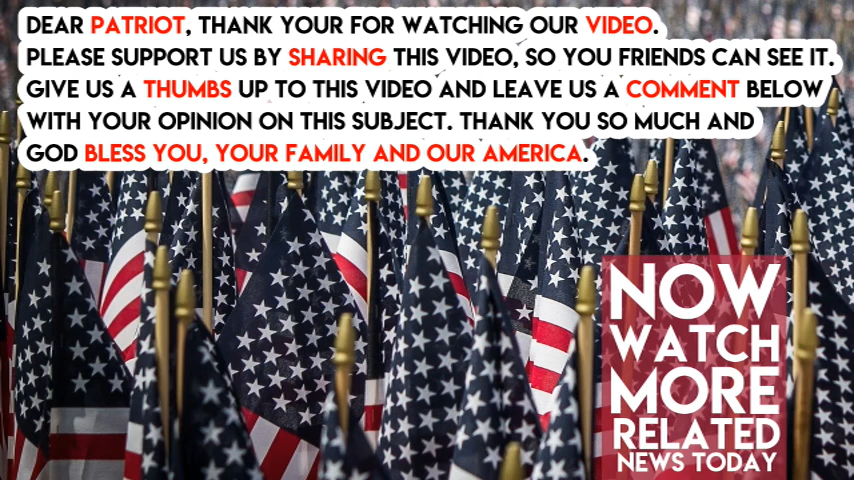 DEAR PATRIOT, THANK YOUR FOR WATCHING OUR VIDEO.
PLEASE SUPPORT US BY SHARING THIS VIDEO, SO YOU FRIENDS CAN SEE IT.
GIVE US A THUMBS UP TO THIS VIDEO AND LEAVE US A COMMENT BELOW
WITH YOUR OPINION ON THIS SUBJECT. THANK YOU SO MUCH AND
GOD BLESS YOU, YOUR FAMILY AND OUR AMERICA.
NOW
WATCH
MORE
RELATED
NEWS TODAY